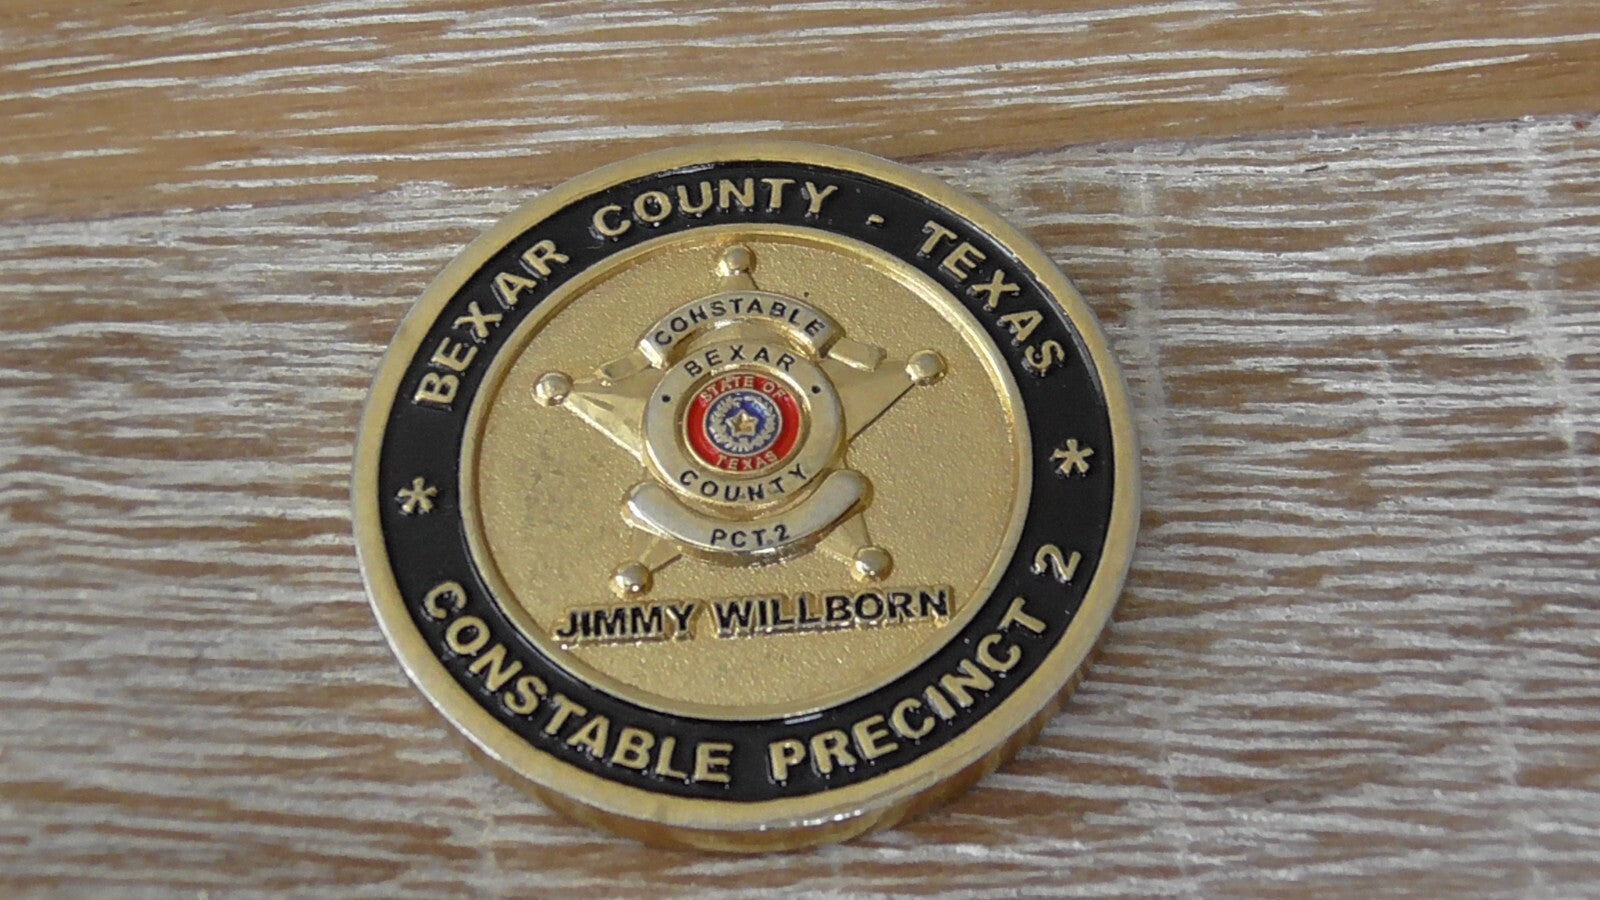 BEXAR COUNTY - TEXAS
CONSTABLE
BEXAR
STATE OF
TEXAS
COUNTY
PCT.2
JIMMY WILLBORN
* CONSTABLE PRECINCT 2 *